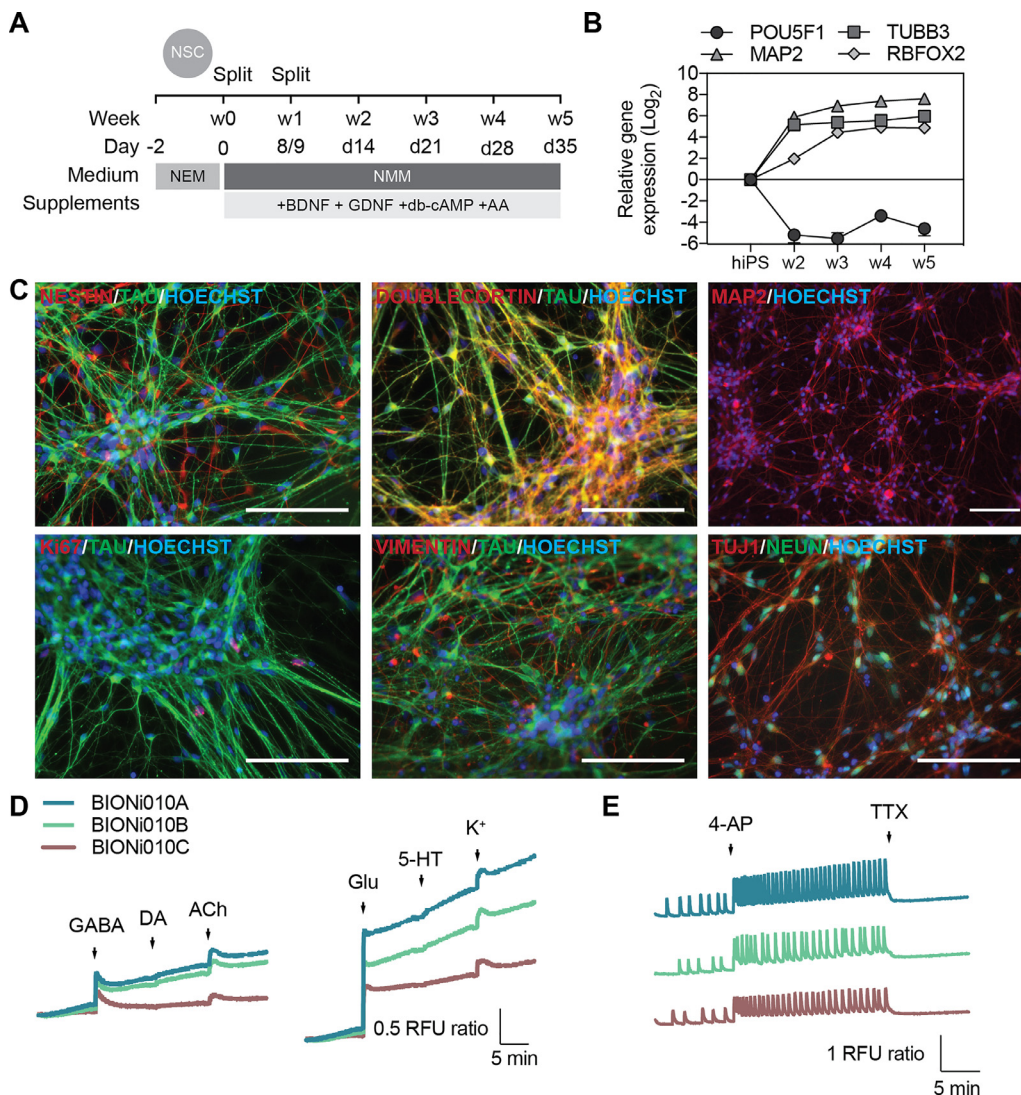 A
NSC
Split Split
Week w0 w1 w2 w3 w4 w5
Day -2 0 8/9 d14 d21 d28 d35
Medium NEM NMM
Supplements +BDNF + GDNF +db-cAMP +AA
B
POU5F1 TUBB3
MAP2 RBFOX2
Relative gene
expression (Log2)
10
8
6
4
2
0
-2
-4
-6
hiPS w2 w3 w4 w5
C
NESTIN/TAU/HOECHST DOUBLECORTIN/TAU/HOECHST MAP2/HOECHST
Ki67/TAU/HOECHST VIMENTIN/TAU/HOECHST TUJ1/NEUN/HOECHST
D
BIONi010A
BIONi010B
BIONi010C
GABA DA ACh
Glu 5-HT K+
0.5 RFU ratio
5 min
E
4-AP TTX
1 RFU ratio
5 min